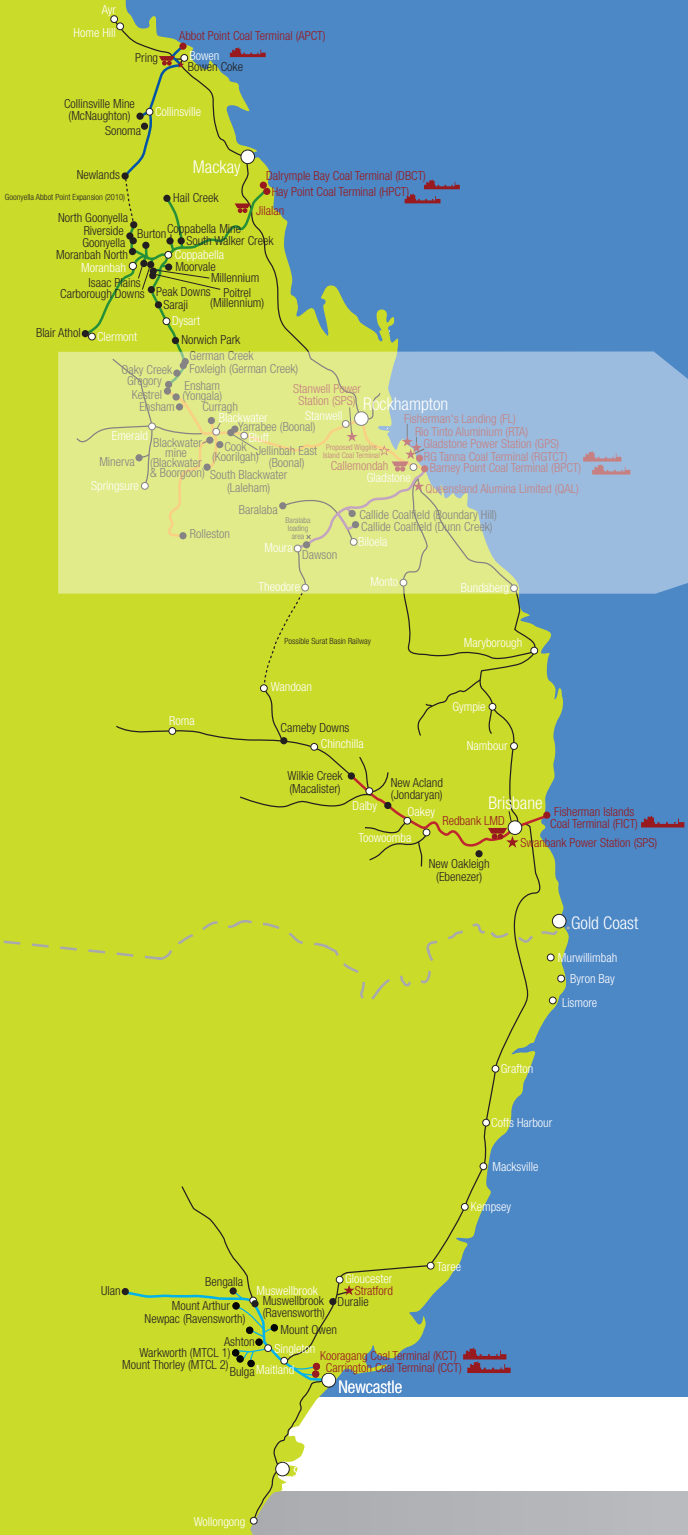 Ayr
Home Hill
Abbot Point Coal Terminal (APCT)
Pring
Bowen
Bowen Coke
Collinsville Mine
(McNaughton)
Collinsville
Sonoma
Mackay
Newlands
Dalrymple Bay Coal Terminal (DBCT)
Hay Point Coal Terminal (HPCT)
Goonyella Abbot Point Expansion (2010)
Hail Creek
Jilalan
North Goonyella
Riverside
Goonyella
Burton
Coppabella Mine
South Walker Creek
Moranbah North
Coppabella
Moranbah
Moorvale
Isaac Plains
Millennium
Carborough Downs
Peak Downs
Poitrel
(Millennium)
Saraji
Dysart
Blair Athol
Clermont
Norwich Park
German Creek
Oaky Creek
Foxleigh (German Creek)
Gregory
Ensham
(Yongala)
Kestrel
Ensham
Stanwell Power
Station (SPS)
Rockhampton
Curragh
Stanwell
Blackwater
Yarrabee (Boonal)
Bluff
Emerald
Fisherman's Landing (FL)
Rio Tinto Aluminium (RTA)
Gladstone Power Station (GPS)
RG Tanna Coal Terminal (RGTCT)
Barney Point Coal Terminal (BPCT)
Proposed Wiggins
Island Coal Terminal
Callemondah
Gladstone
Queensland Alumina Limited (QAL)
Blackwater
mine
(Blackwater
& Boorgoon)
Cook
(Koorilgah)
Jellinbah East
(Boonal)
Minerva
South Blackwater
(Laleham)
Springsure
Baralaba
Callide Coalfield (Boundary Hill)
Callide Coalfield (Dunn Creek)
Baralaba
loading
area
Rolleston
Biloela
Moura
Dawson
Theodore
Monto
Bundaberg
Possible Surat Basin Railway
Maryborough
Wandoan
Gympie
Roma
Cameby Downs
Chinchilla
Nambour
Wilkie Creek
(Macalister)
New Acland
(Jondaryan)
Dalby
Oakey
Brisbane
Redbank LMD
Fisherman Islands
Coal Terminal (FICT)
Toowoomba
Swanbank Power Station (SPS)
New Oakleigh
(Ebenezer)
Gold Coast
Murwillimbah
Byron Bay
Lismore
Grafton
Coffs Harbour
Macksville
Kempsey
Taree
Gloucester
Stratford
Duralie
Ulan
Bengalla
Muswellbrook
Muswellbrook
(Ravensworth)
Mount Arthur
Newpac (Ravensworth)
Mount Owen
Ashton
Singleton
Warkworth (MTCL 1)
Mount Thorley (MTCL 2)
Bulga
Maitland
Kooragang Coal Terminal (KCT)
Carrington Coal Terminal (CCT)
Newcastle
Wollongong